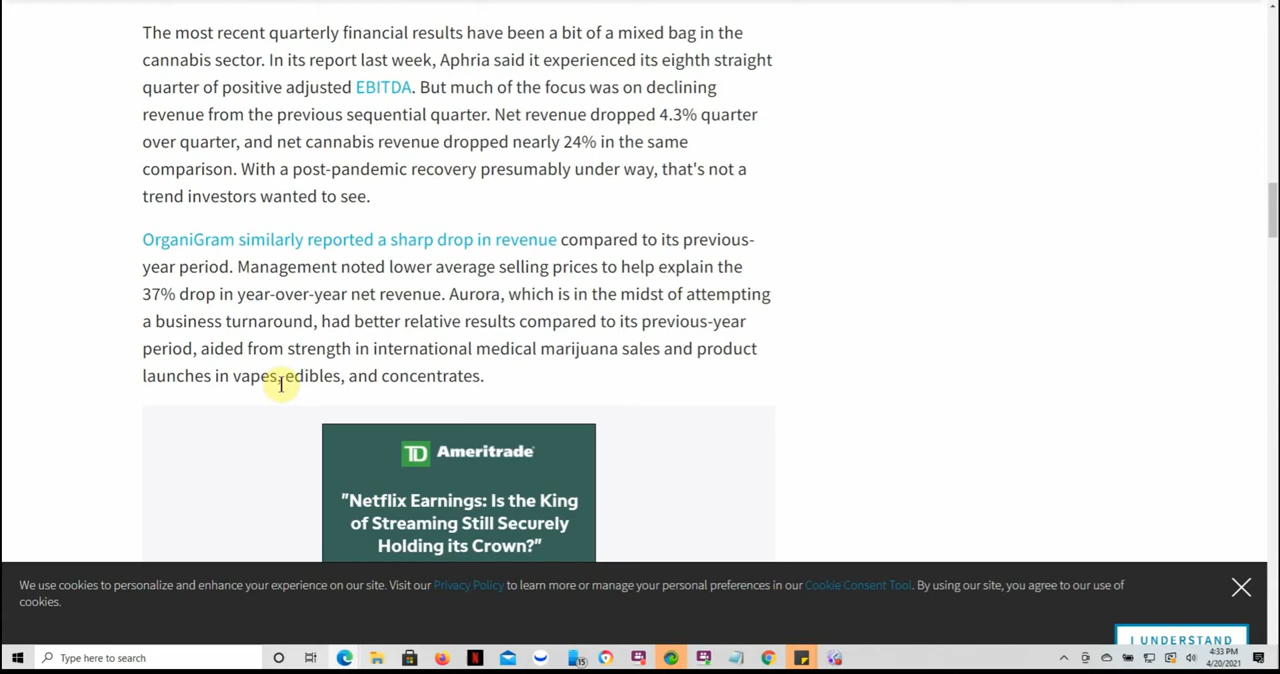 The most recent quarterly financial results have been a bit of a mixed bag in the
cannabis sector. In its report last week, Aphria said it experienced its eighth straight
quarter of positive adjusted EBITDA. But much of the focus was on declining
revenue from the previous sequential quarter. Net revenue dropped 4.3% quarter
over quarter, and net cannabis revenue dropped nearly 24% in the same
comparison. With a post-pandemic recovery presumably under way, that's not a
trend investors wanted to see.
OrganiGram similarly reported a sharp drop in revenue compared to its previous-
year period. Management noted lower average selling prices to help explain the
37% drop in year-over-year net revenue. Aurora, which is in the midst of attempting
a business turnaround, had better relative results compared to its previous-year
period, aided from strength in international medical marijuana sales and product
launches in vapes, edibles, and concentrates.
TD Ameritrade
"Netflix Earnings: Is the King
of Streaming Still Securely
Holding its Crown?"
We use cookies to personalize and enhance your experience on our site. Visit our Privacy Policy to learn more or manage your personal preferences in our Cookie Consent Tool. By using our site, you agree to our use of
cookies.
I UNDERSTAND
Type here to search
15
4:33 PM
4/20/2021